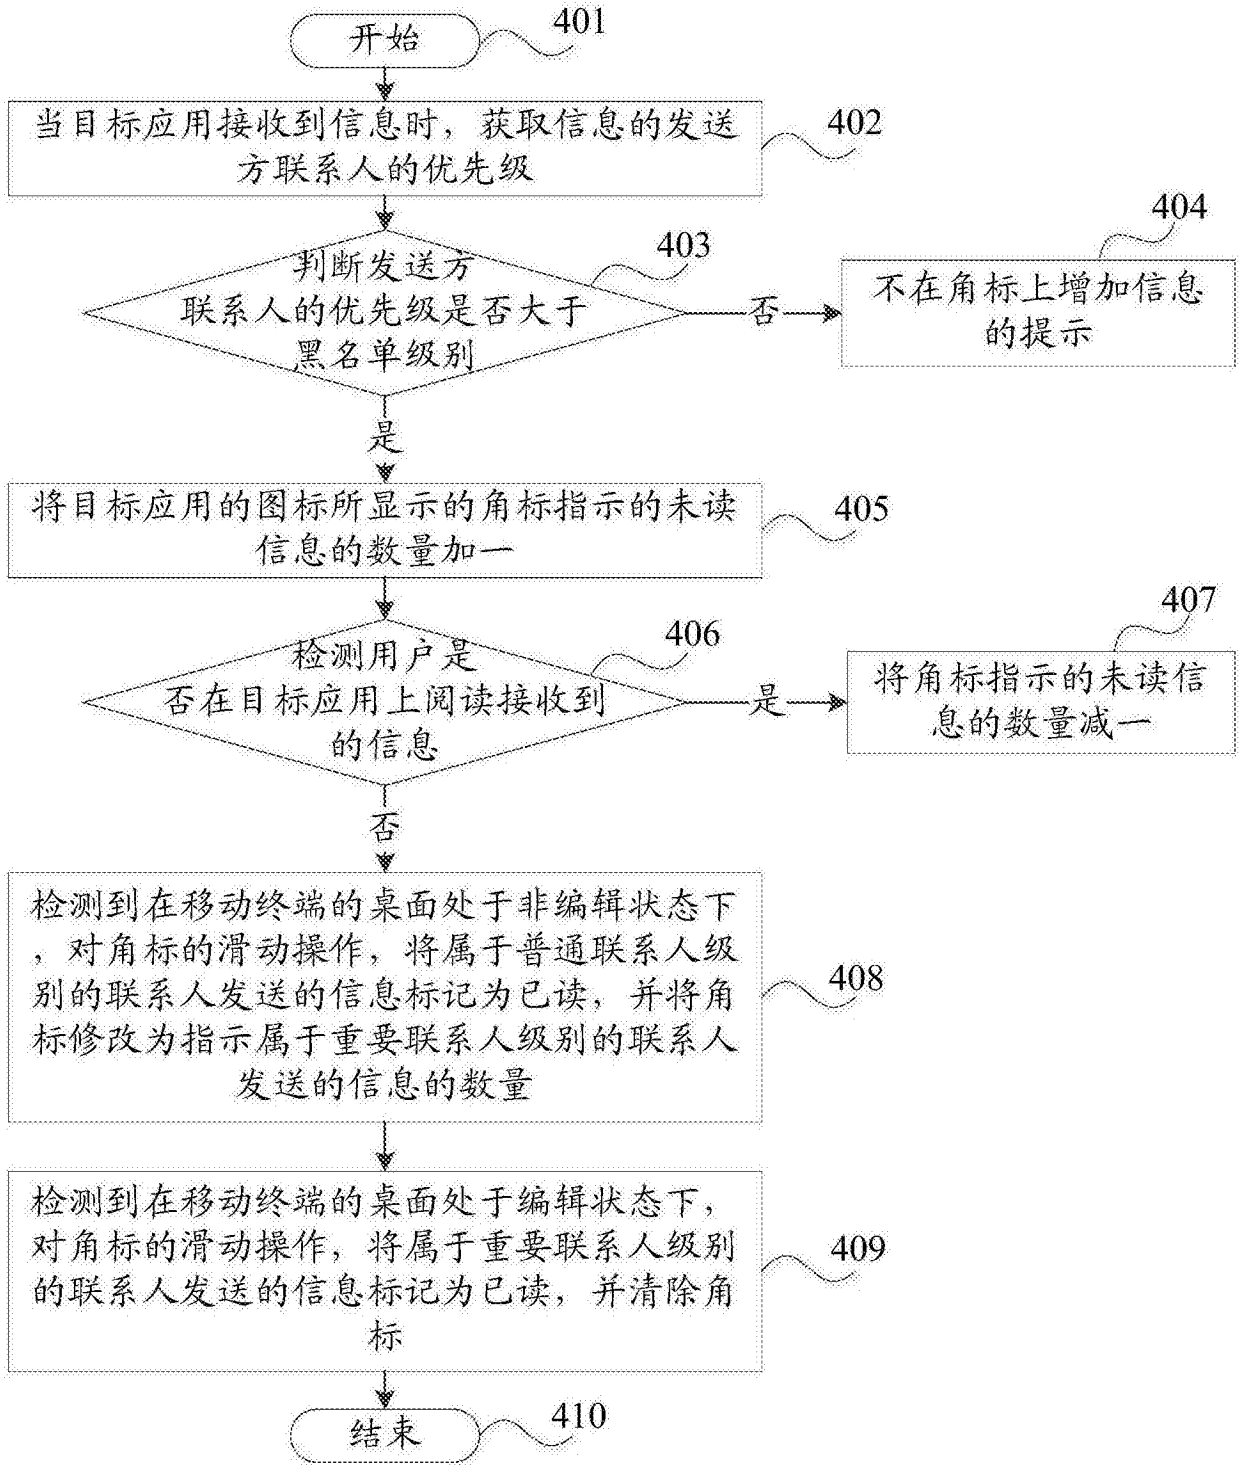 开始
401
当目标应用接收到信息时，获取信息的发送
方联系人的优先级
402
判断发送方
联系人的优先级是否大于
黑名单级别
403
否
不在角标上增加信息
的提示
404
是
将目标应用的图标所显示的角标指示的未读
信息的数量加一
405
检测用户是
否在目标应用上阅读接收到
的信息
406
是
将角标指示的未读信
息的数量减一
407
否
检测到在移动终端的桌面处于非编辑状态下
，对角标的滑动操作，将属于普通联系人级
别的联系人发送的信息标记为已读，并将角
标修改为指示属于重要联系人级别的联系人
发送的信息的数量
408
检测到在移动终端的桌面处于编辑状态下，
对角标的滑动操作，将属于重要联系人级别
的联系人发送的信息标记为已读，并清除角
标
409
结束
410